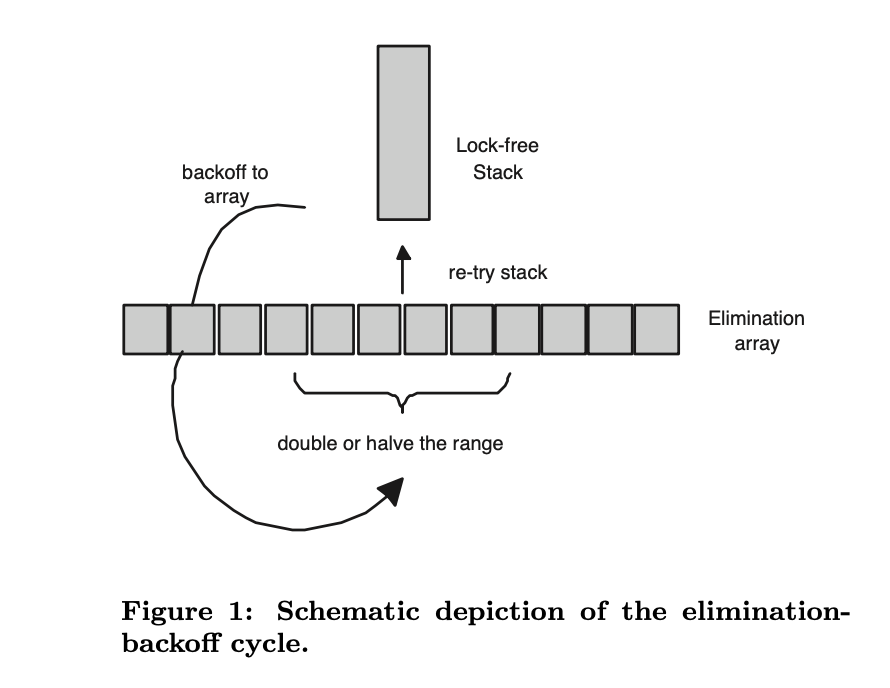 Lock-free
Stack
backoff to
array
re-try stack
Elimination
array
double or halve the range
Figure 1: Schematic depiction of the elimination-
backoff cycle.